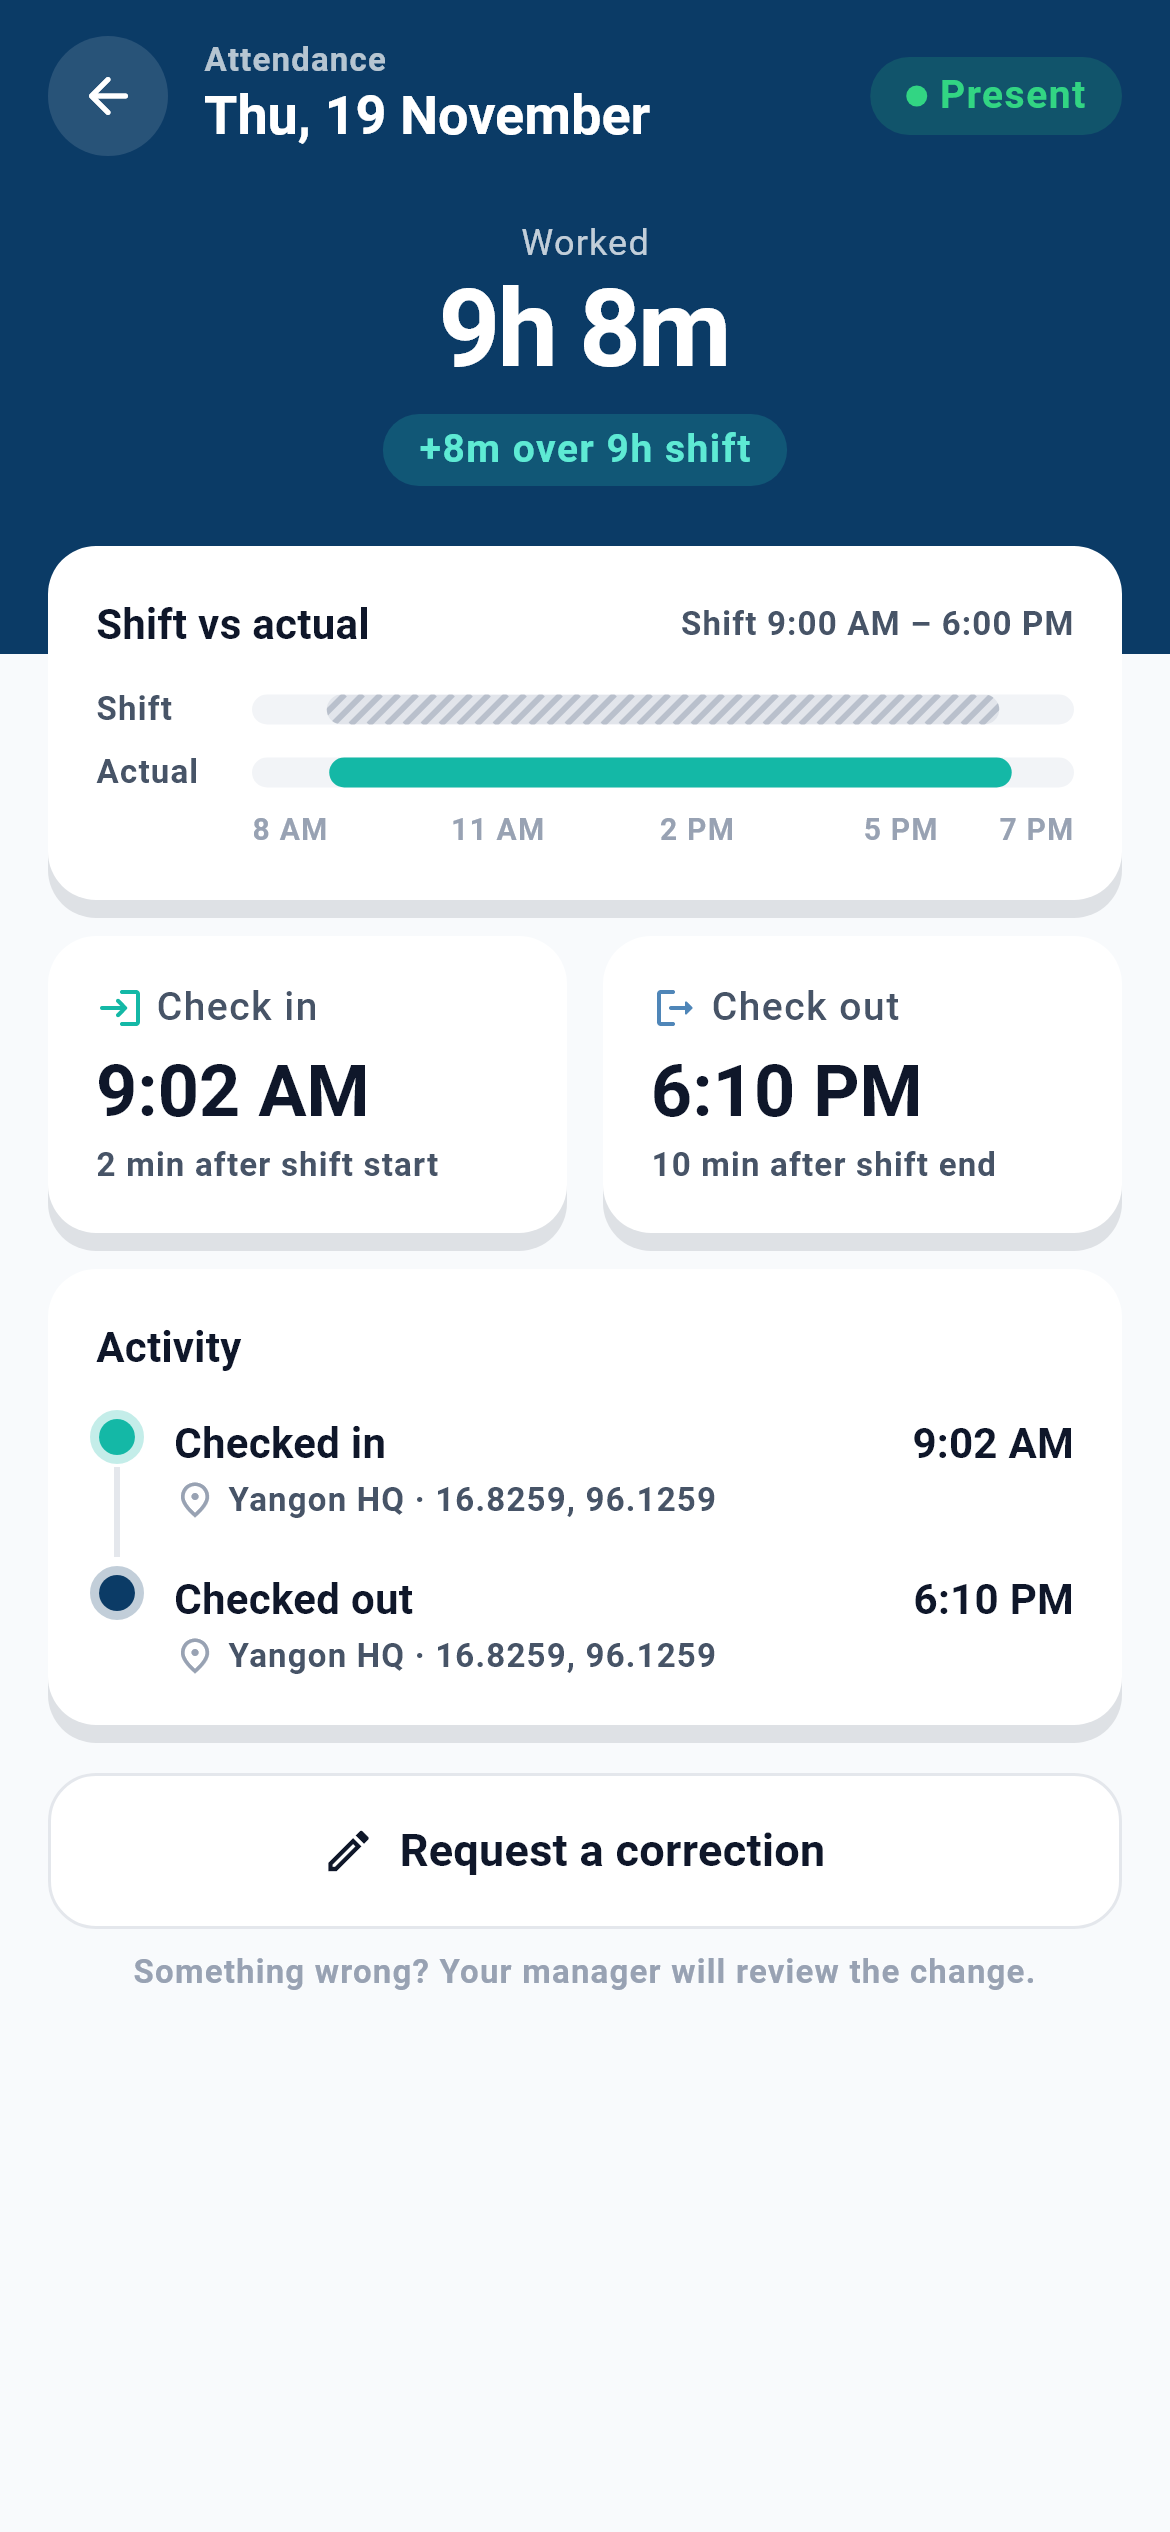 Attendance
Thu, 19 November
Present
Worked
9h 8m
+8m over 9h shift
Shift vs actual
Shift 9:00 AM – 6:00 PM
Shift
Actual
8 AM 11 AM 2 PM 5 PM 7 PM
Check in
9:02 AM
2 min after shift start
Check out
6:10 PM
10 min after shift end
Activity
Checked in 9:02 AM
Yangon HQ · 16.8259, 96.1259
Checked out 6:10 PM
Yangon HQ · 16.8259, 96.1259
Request a correction
Something wrong? Your manager will review the change.